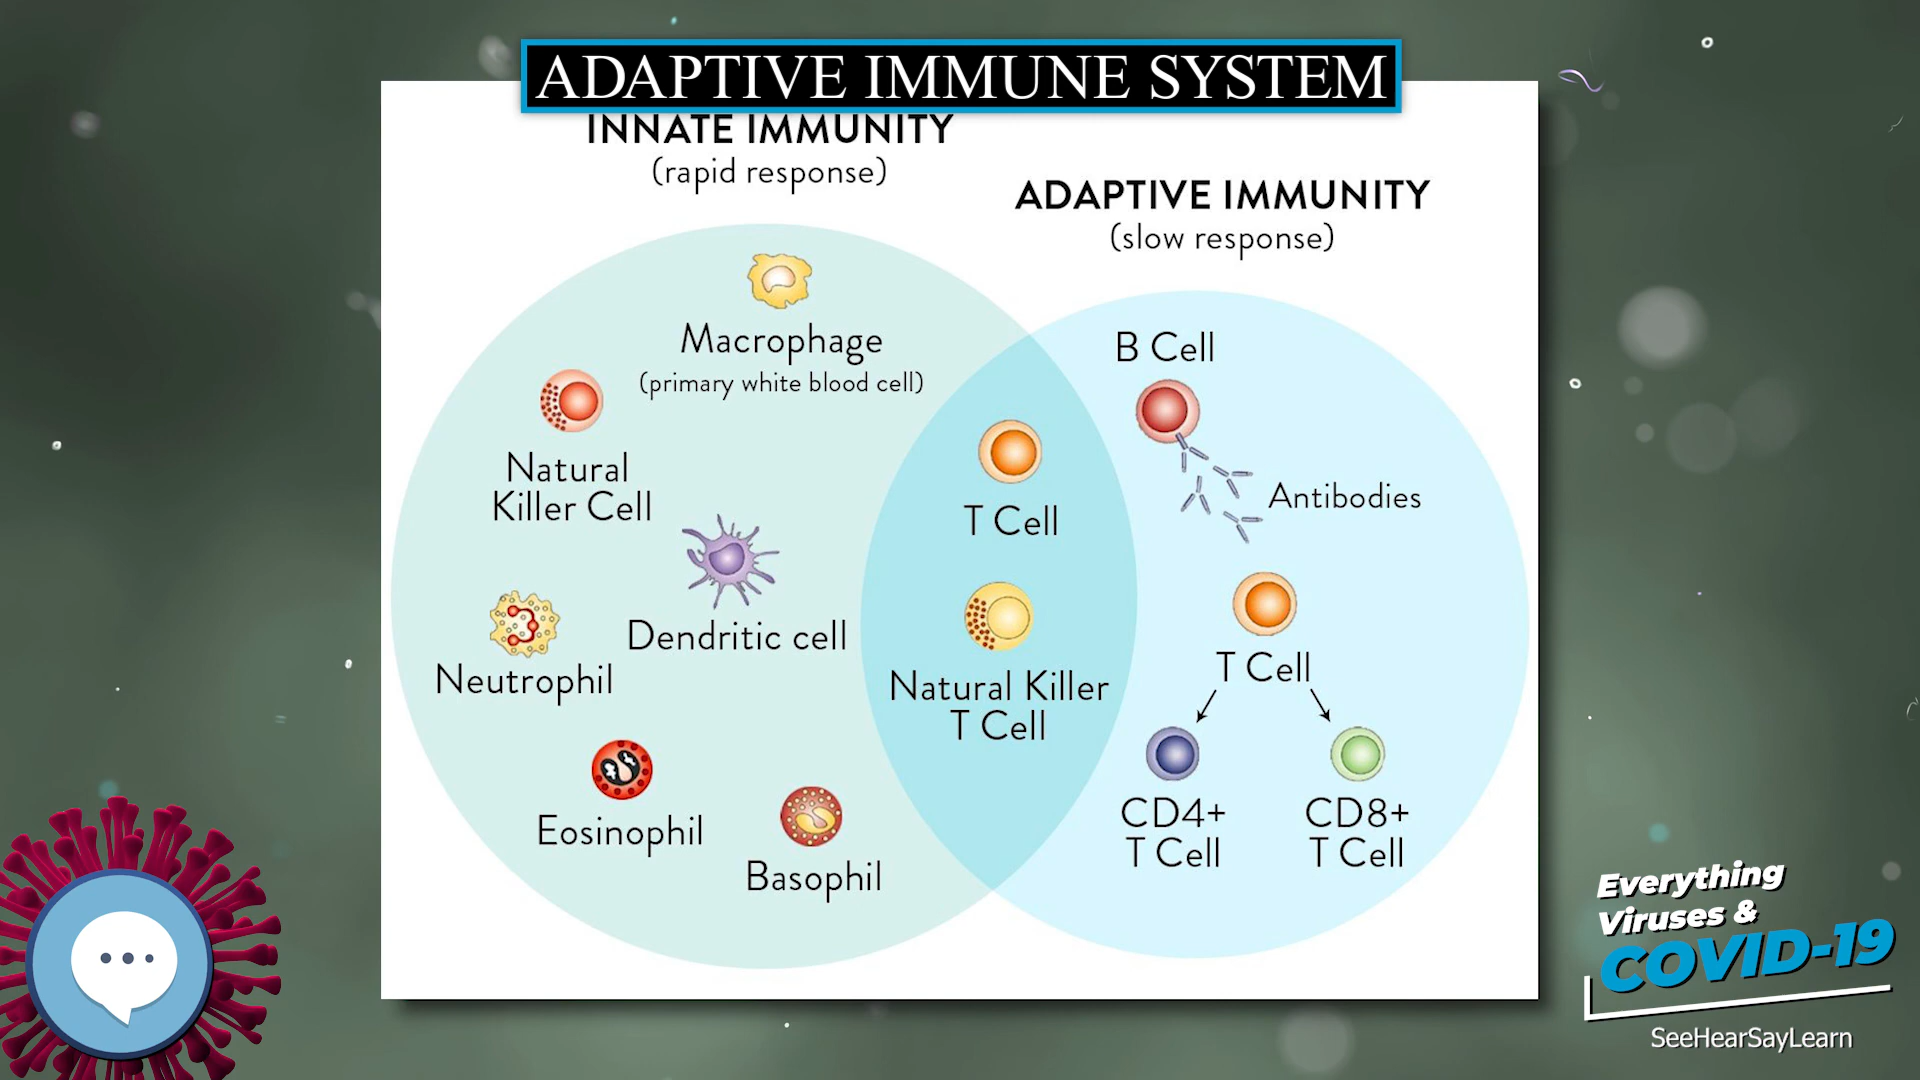 ADAPTIVE IMMUNE SYSTEM
INNATE IMMUNITY
(rapid response)
ADAPTIVE IMMUNITY
(slow response)
Macrophage
(primary white blood cell)
Natural
Killer Cell
Dendritic cell
Neutrophil
Eosinophil
Basophil
T Cell
Natural Killer
T Cell
B Cell
Antibodies
T Cell
CD4+
T Cell
CD8+
T Cell
Everything
Viruses &
COVID-19
SeeHearSayLearn